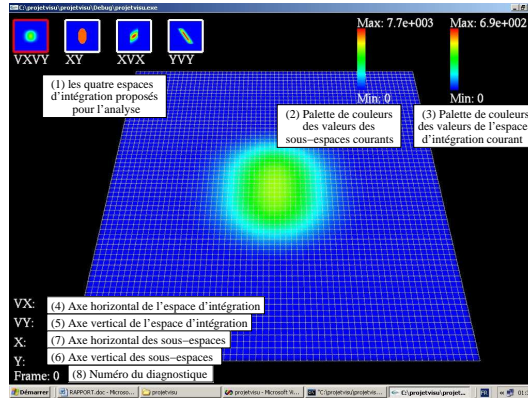 C:\projetvisu\projetvisu\Debug\projetvisu.exe
VXVY XY XVX YVY
Max: 7.7e+003 Max: 6.9e+002
Min: 0 Min: 0
(1) les quatre espaces
d'intégration proposés
pour l'analyse
(2) Palette de couleurs
des valeurs des
sous−espaces courants
(3) Palette de couleurs
des valeurs de l'espace
d'intégration courant
VX: (4) Axe horizontal de l'espace d'intégration
VY: (5) Axe vertical de l'espace d'intégration
X: (7) Axe horizontal des sous−espaces
Y: (6) Axe vertical des sous−espaces
Frame: 0 (8) Numéro du diagnostique
Démarrer RAPPORT.doc - Microso... projetvisu projetvisu - Microsoft V... "C:\projetvisu\projetvis... C:\projetvisu\projet... FR